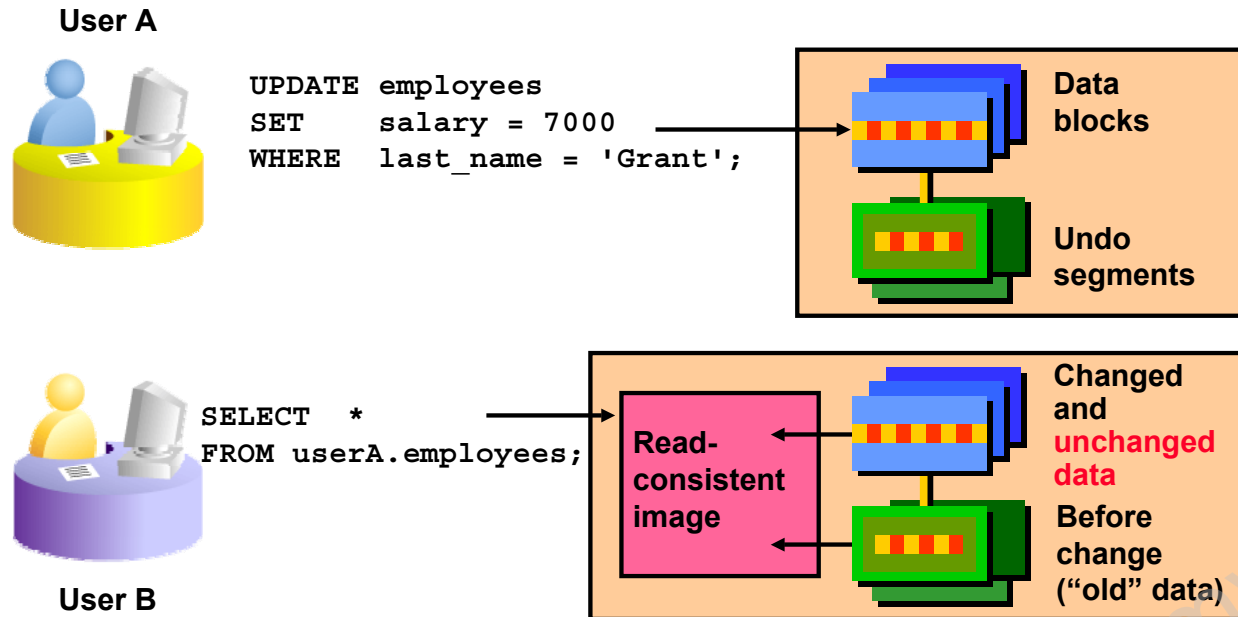 User A
UPDATE employees
SET salary = 7000
WHERE last_name = 'Grant';
Data
blocks
Undo
segments
SELECT *
FROM userA.employees;
Read-
consistent
image
Changed
and
unchanged
data
Before
change
(“old” data)
User B